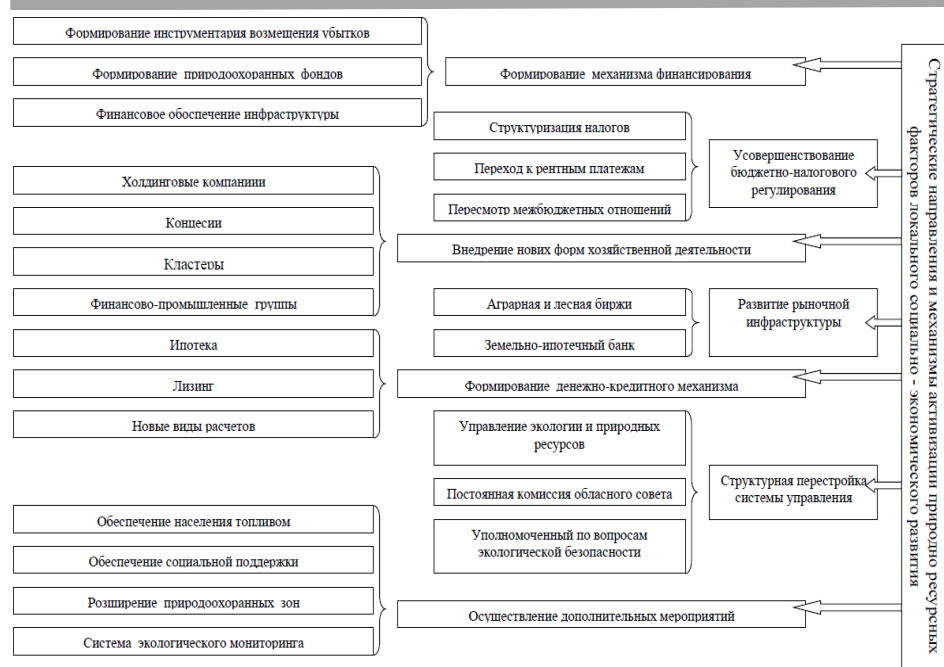 Формирование инструментария возмещения убытков
Формирование природоохранных фондов
Финансовое обеспечение инфраструктуры
Формирование механизма финансирования
Структуризация налогов
Переход к рентным платежам
Пересмотр межбюджетных отношений
Усовершенствование
бюджетно-налогового
регулирования
Холдинговые компаниии
Концесии
Кластеры
Финансово-промышленные группы
Внедрение нових форм хозяйственной деятельности
Аграрная и лесная биржи
Земельно-ипотечный банк
Развитие рыночной
инфраструктуры
Ипотека
Лизинг
Новые виды расчетов
Формирование денежно-кредитного механизма
Управление экологии и природных
ресурсов
Постоянная комиссия обласного совета
Уполномоченный по вопросам
экологической безопасности
Структурная перестройка
системы управления
Обеспечение населения топливом
Обеспечение социальной поддержки
Розширение природоохраных зон
Система экологического мониторинга
Осуществление дополнительных мероприятий
Стратегические направления и механизмы активизации природно ресурсных
факторов локального социально - экономического развития